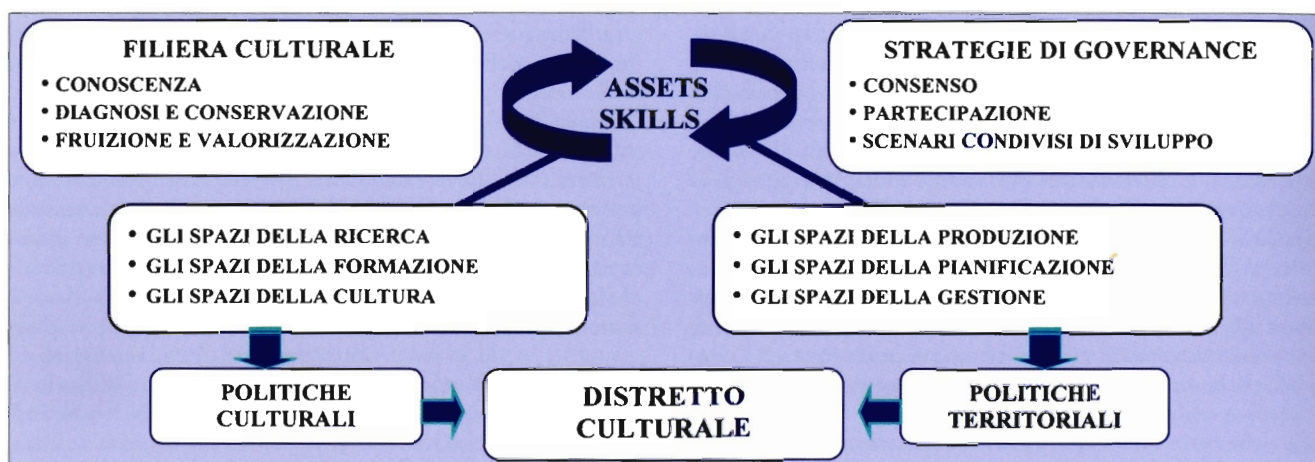 FILIERA CULTURALE
• CONOSCENZA
• DIAGNOSI E CONSERVAZIONE
• FRUIZIONE E VALORIZZAZIONE
ASSETS
SKILLS
STRATEGIE DI GOVERNANCE
• CONSENSO
• PARTECIPAZIONE
• SCENARI CONDIVISI DI SVILUPPO
• GLI SPAZI DELLA RICERCA
• GLI SPAZI DELLA FORMAZIONE
• GLI SPAZI DELLA CULTURA
• GLI SPAZI DELLA PRODUZIONE
• GLI SPAZI DELLA PIANIFICAZIONE
• GLI SPAZI DELLA GESTIONE
POLITICHE
CULTURALI
DISTRETTO
CULTURALE
POLITICHE
TERRITORIALI